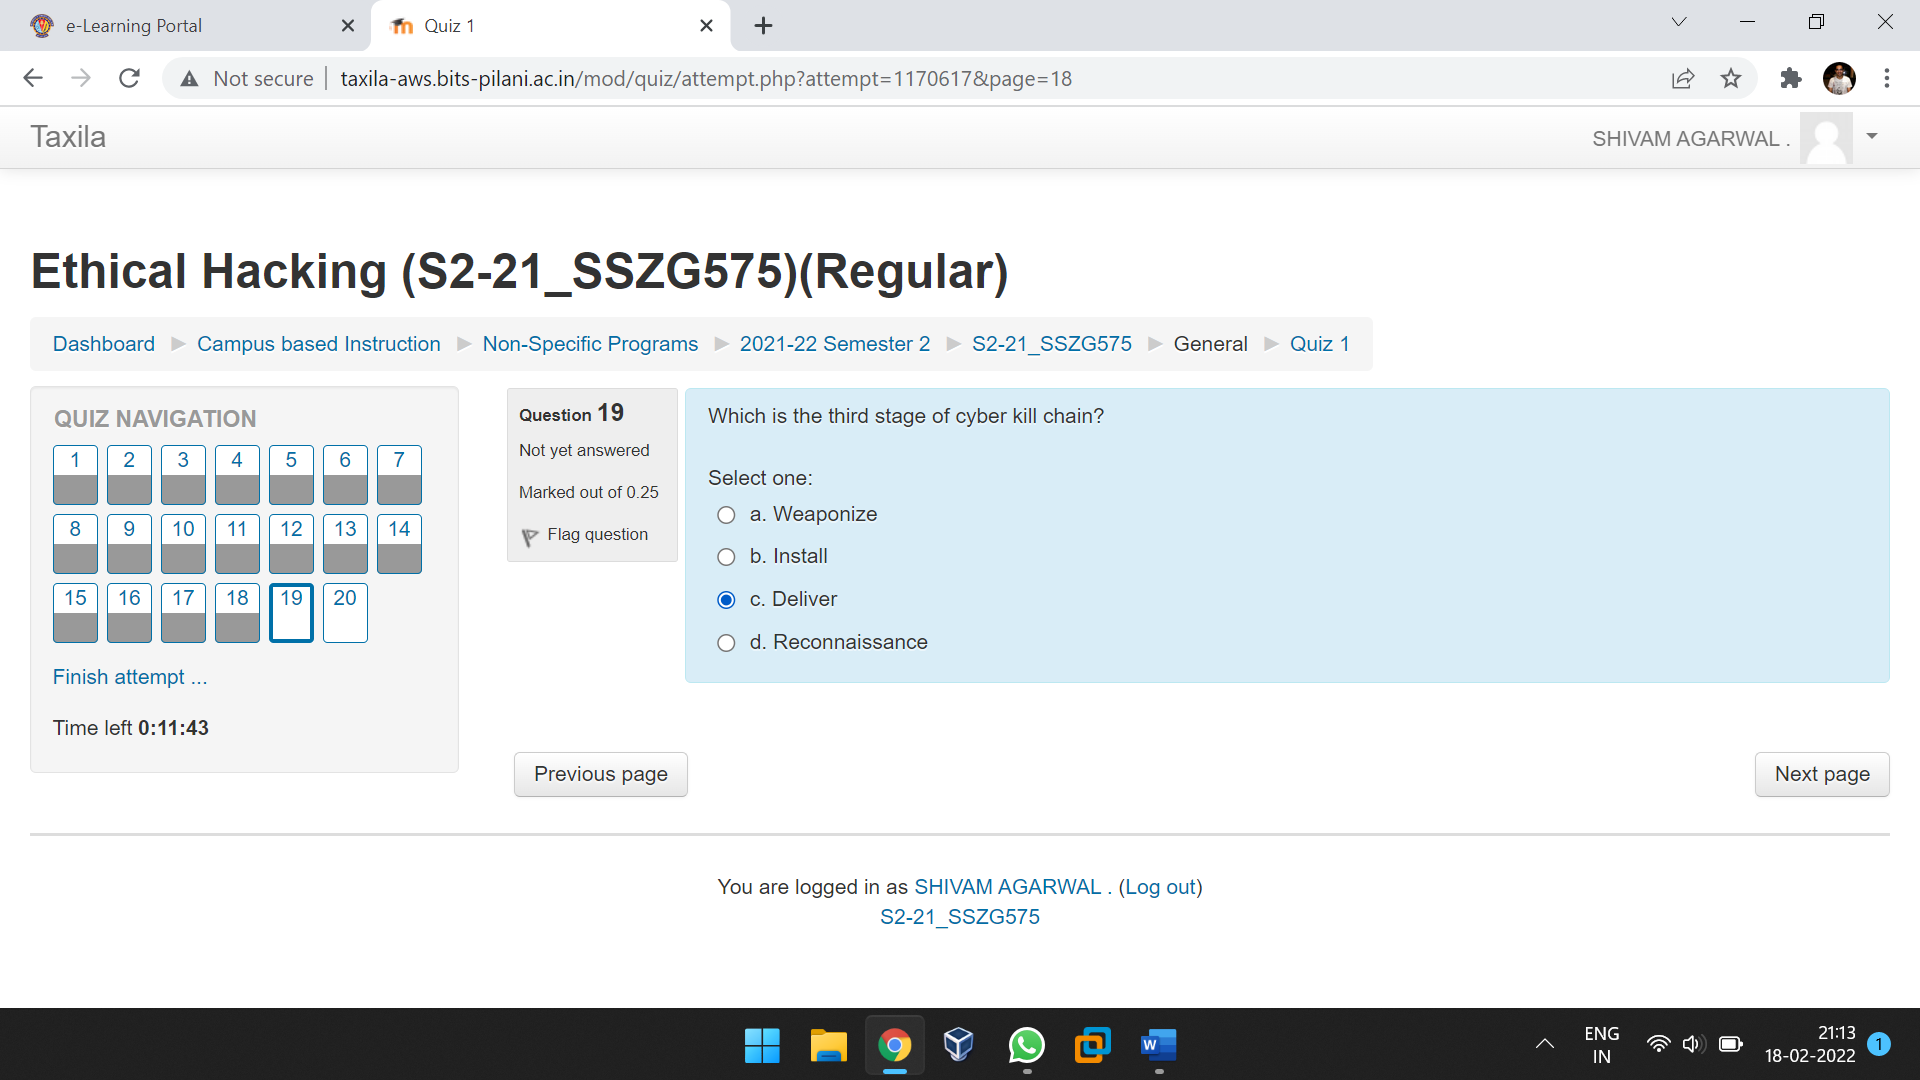 e-Learning Portal
Quiz 1
Not secure
taxila-aws.bits-pilani.ac.in/mod/quiz/attempt.php?attempt=1170617&page=18
Taxila
SHIVAM AGARWAL .
Ethical Hacking (S2-21_SSZG575)(Regular)
Dashboard ► Campus based Instruction ► Non-Specific Programs ► 2021-22 Semester 2 ► S2-21_SSZG575 ► General ► Quiz 1
QUIZ NAVIGATION
1 2 3 4 5 6 7
8 9 10 11 12 13 14
15 16 17 18 19 20
Finish attempt ...
Time left 0:11:43
Question 19
Not yet answered
Marked out of 0.25
Flag question
Which is the third stage of cyber kill chain?
Select one:
a. Weaponize
b. Install
c. Deliver
d. Reconnaissance
Previous page
Next page
You are logged in as SHIVAM AGARWAL . (Log out)
S2-21_SSZG575
W
ENG
IN
21:13
18-02-2022
1